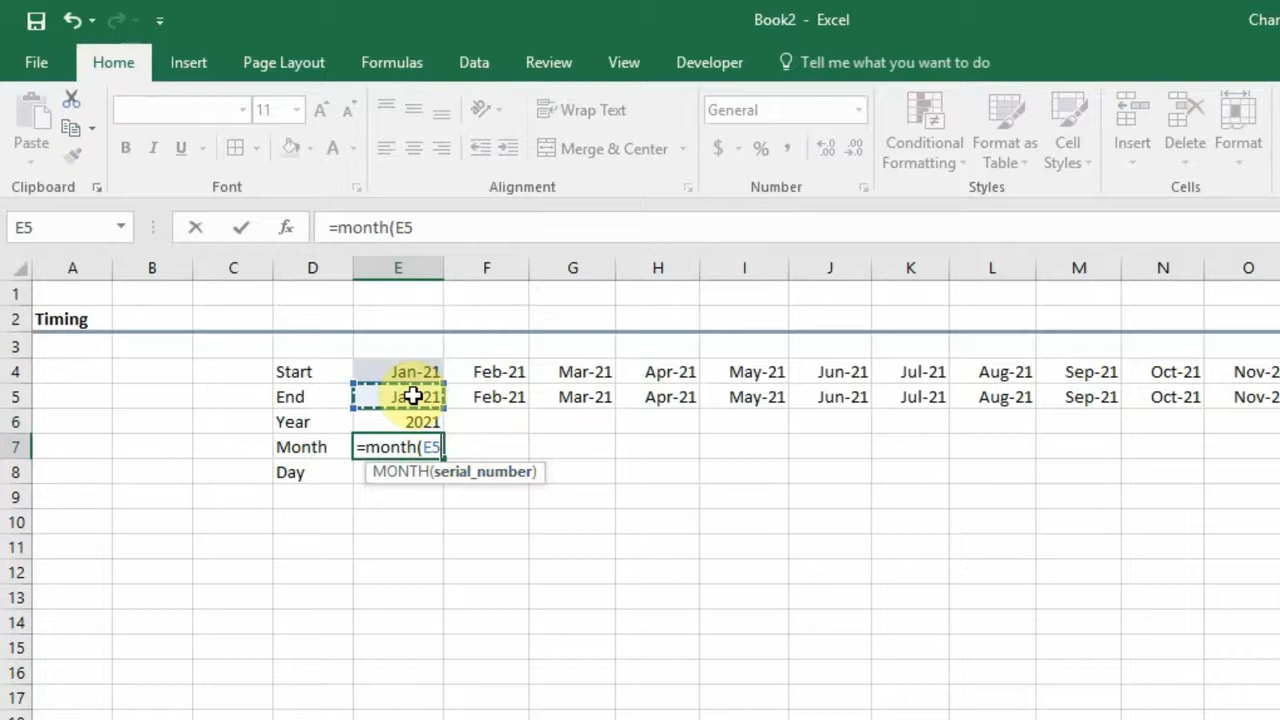 Book2 - Excel
Char
File Home Insert Page Layout Formulas Data Review View Developer Tell me what you want to do
11 A A Wrap Text General
Paste B I U A Merge & Center $ % , .00 .0 Conditional Formatting Format as Table Cell Styles Insert Delete Format
Clipboard Font Alignment Number Styles Cells
E5 fx =month(E5
A B C D E F G H I J K L M N O
1
2 Timing
3
4 Start Jan-21 Feb-21 Mar-21 Apr-21 May-21 Jun-21 Jul-21 Aug-21 Sep-21 Oct-21 Nov-2
5 End Jan-21 Feb-21 Mar-21 Apr-21 May-21 Jun-21 Jul-21 Aug-21 Sep-21 Oct-21 Nov-2
6 Year 2021
7 Month =month(E5
8 Day MONTH(serial_number)
9
10
11
12
13
14
15
16
17